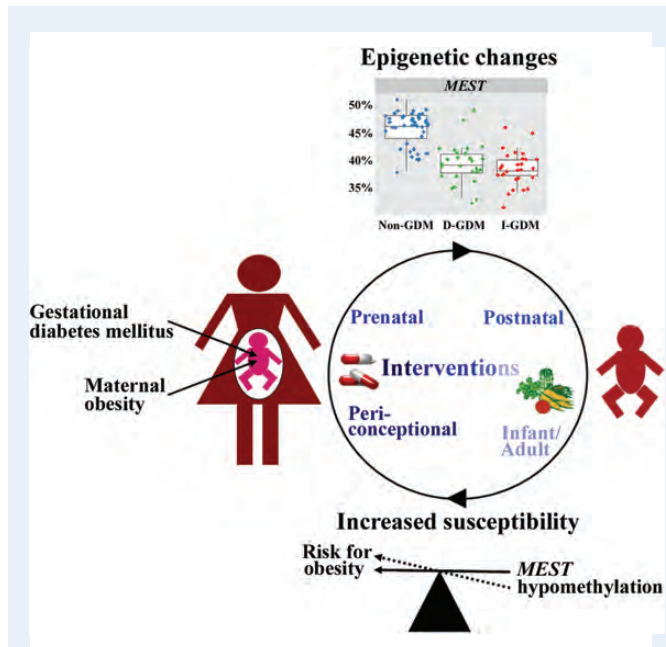 Epigenetic changes
MEST
50%
45%
40%
35%
Non-GDM D-GDM I-GDM
Gestational
diabetes mellitus
Maternal
obesity
Prenatal
Postnatal
Interventions
Peri-
conceptional
Infant/
Adult
Increased susceptibility
Risk for
obesity
MEST
hypomethylation